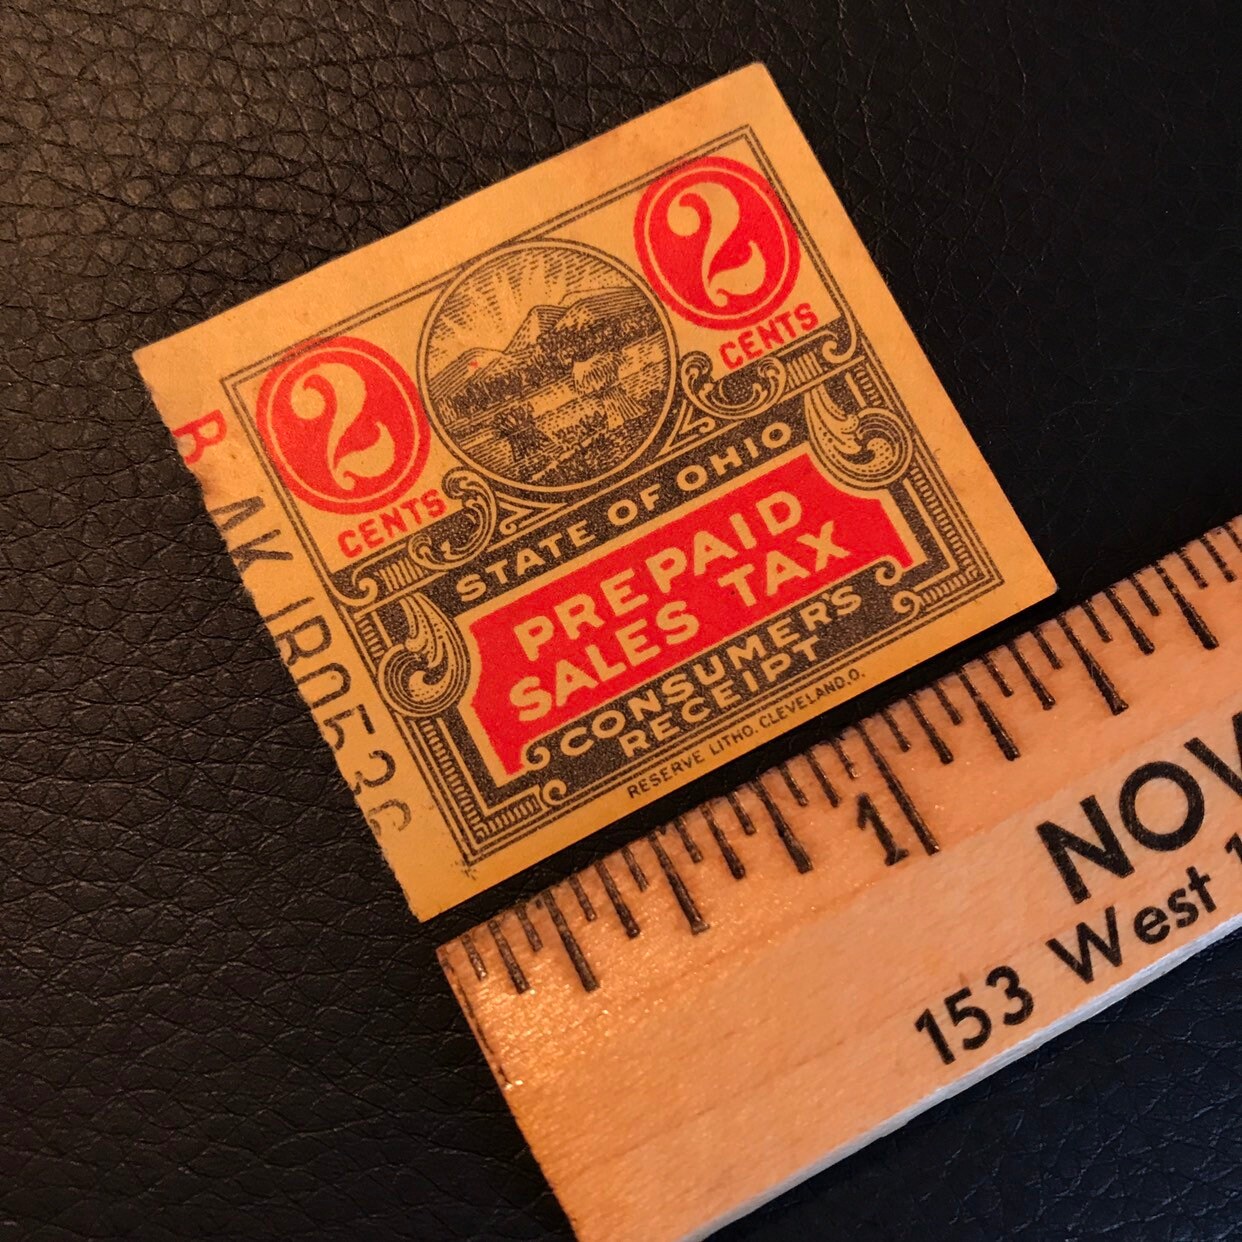 2
CENTS
2
CENTS
STATE OF OHIO
PREPAID
SALES TAX
CONSUMER'S
RECEIPT
RESERVE LITHO. CLEVELAND.O.
B
1
NOV
153 West